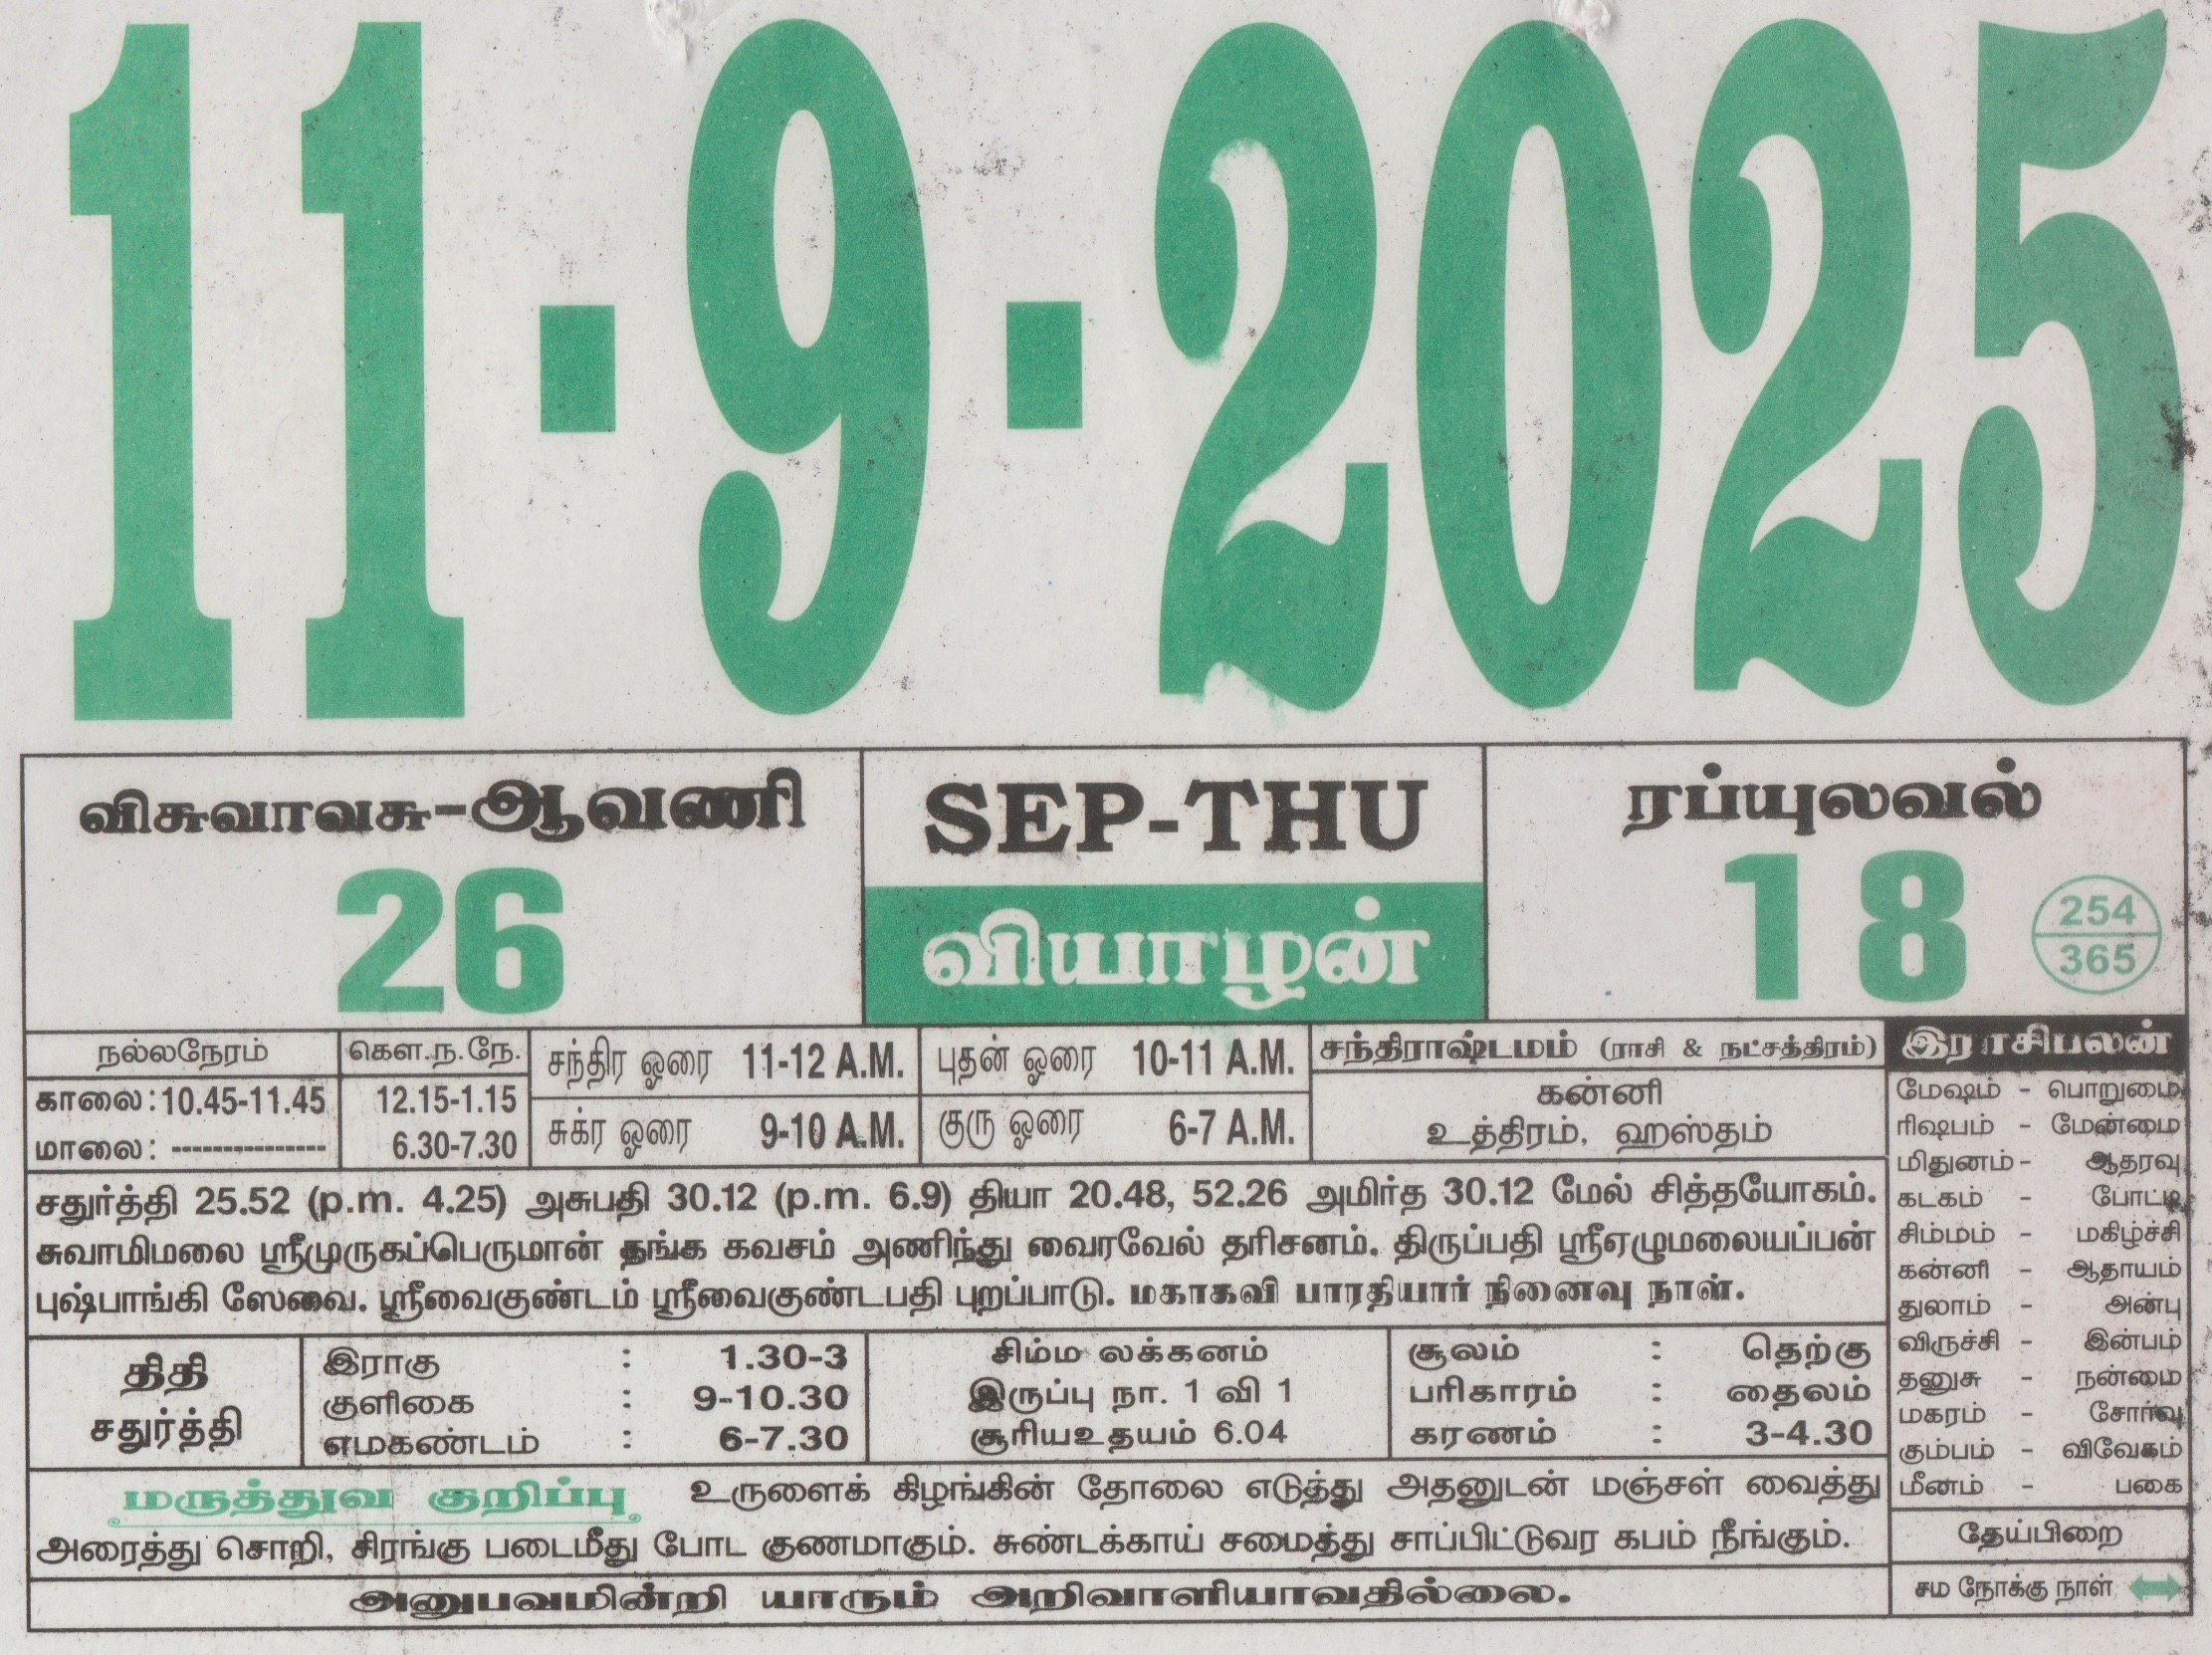 11·9·2025
விசுவாவசு-ஆவணி
26
SEP-THU
வியாழன்
ரப்யுலவல்
18
254
365
நல்லநேரம்
காலை:10.45-11.45
மாலை: --------------
கௌ.ந.நே.
12.15-1.15
6.30-7.30
சந்திர ஓரை 11-12 A.M.
சுக்ர ஓரை 9-10 A.M.
புதன் ஓரை 10-11 A.M.
குரு ஓரை 6-7 A.M.
சந்திராஷ்டமம் (ராசி & நட்சத்திரம்)
கன்னி
உத்திரம், ஹஸ்தம்
சதுர்த்தி 25.52 (p.m. 4.25) அசுபதி 30.12 (p.m. 6.9) தியா 20.48, 52.26 அமிர்த 30.12 மேல் சித்தயோகம்.
சுவாமிமலை ஸ்ரீமுருகப்பெருமான் தங்க கவசம் அணிந்து வைரவேல் தரிசனம். திருப்பதி ஸ்ரீஏழுமலையப்பன்
புஷ்பாங்கி ஸேவை. ஸ்ரீவைகுண்டம் ஸ்ரீவைகுண்டபதி புறப்பாடு. மகாகவி பாரதியார் நினைவு நாள்.
திதி
சதுர்த்தி
இராகு : 1.30-3
குளிகை : 9-10.30
எமகண்டம் : 6-7.30
சிம்ம லக்கனம்
இருப்பு நா. 1 வி 1
சூரியஉதயம் 6.04
சூலம் : தெற்கு
பரிகாரம் : தைலம்
கரணம் : 3-4.30
மருத்துவ குறிப்பு உருளைக் கிழங்கின் தோலை எடுத்து அதனுடன் மஞ்சள் வைத்து
அரைத்து சொறி, சிரங்கு படைமீது போட குணமாகும். சுண்டக்காய் சமைத்து சாப்பிட்டுவர கபம் நீங்கும்.
அனுபவமின்றி யாரும் அறிவாளியாவதில்லை.
இராசிபலன்
மேஷம் - பொறுமை
ரிஷபம் - மேன்மை
மிதுனம் - ஆதரவு
கடகம் - போட்டி
சிம்மம் - மகிழ்ச்சி
கன்னி - ஆதாயம்
துலாம் - அன்பு
விருச்சி - இன்பம்
தனுசு - நன்மை
மகரம் - சோர்வு
கும்பம் - விவேகம்
மீனம் - பகை
தேய்பிறை
சம நோக்கு நாள்